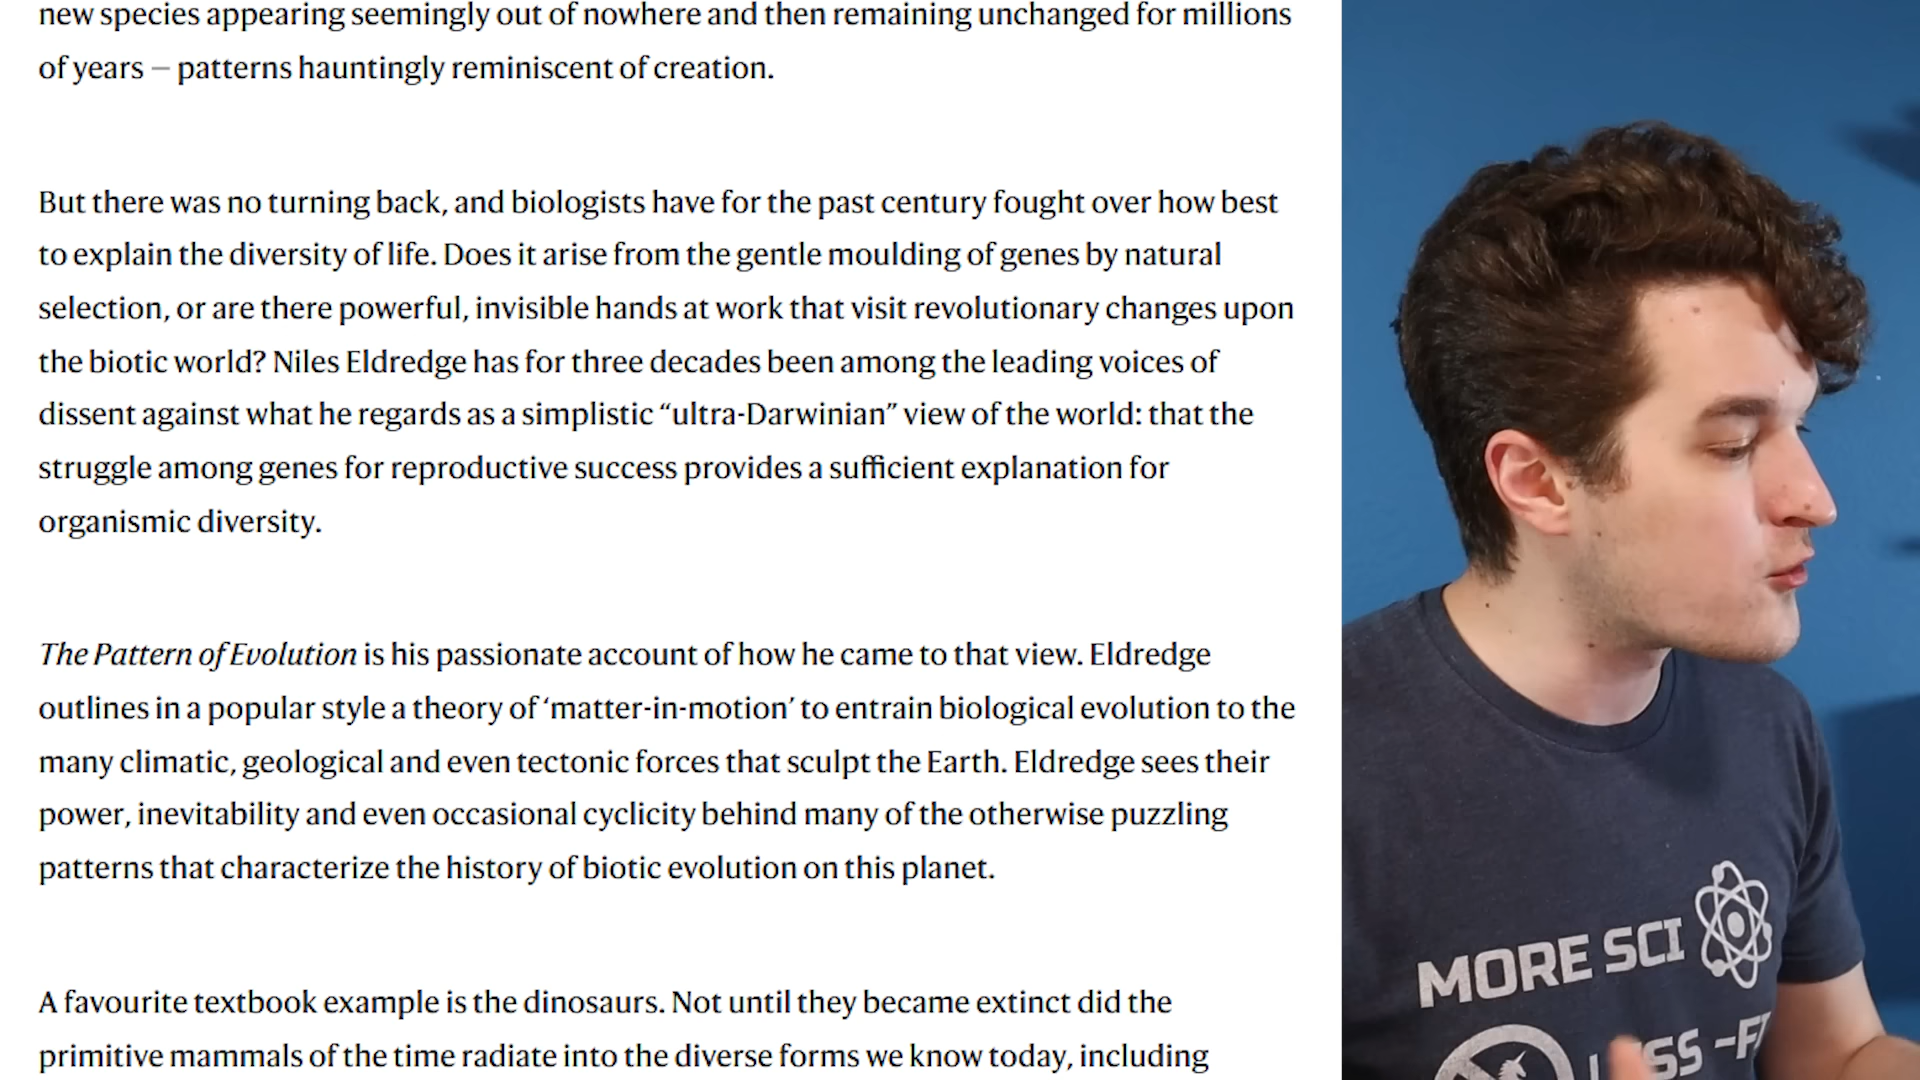 new species appearing seemingly out of nowhere and then remaining unchanged for millions
of years – patterns hauntingly reminiscent of creation.
But there was no turning back, and biologists have for the past century fought over how best
to explain the diversity of life. Does it arise from the gentle moulding of genes by natural
selection, or are there powerful, invisible hands at work that visit revolutionary changes upon
the biotic world? Niles Eldredge has for three decades been among the leading voices of
dissent against what he regards as a simplistic “ultra-Darwinian” view of the world: that the
struggle among genes for reproductive success provides a sufficient explanation for
organismic diversity.
The Pattern of Evolution is his passionate account of how he came to that view. Eldredge
outlines in a popular style a theory of ‘matter-in-motion’ to entrain biological evolution to the
many climatic, geological and even tectonic forces that sculpt the Earth. Eldredge sees their
power, inevitability and even occasional cyclicity behind many of the otherwise puzzling
patterns that characterize the history of biotic evolution on this planet.
A favourite textbook example is the dinosaurs. Not until they became extinct did the
primitive mammals of the time radiate into the diverse forms we know today, including
MORE SCI